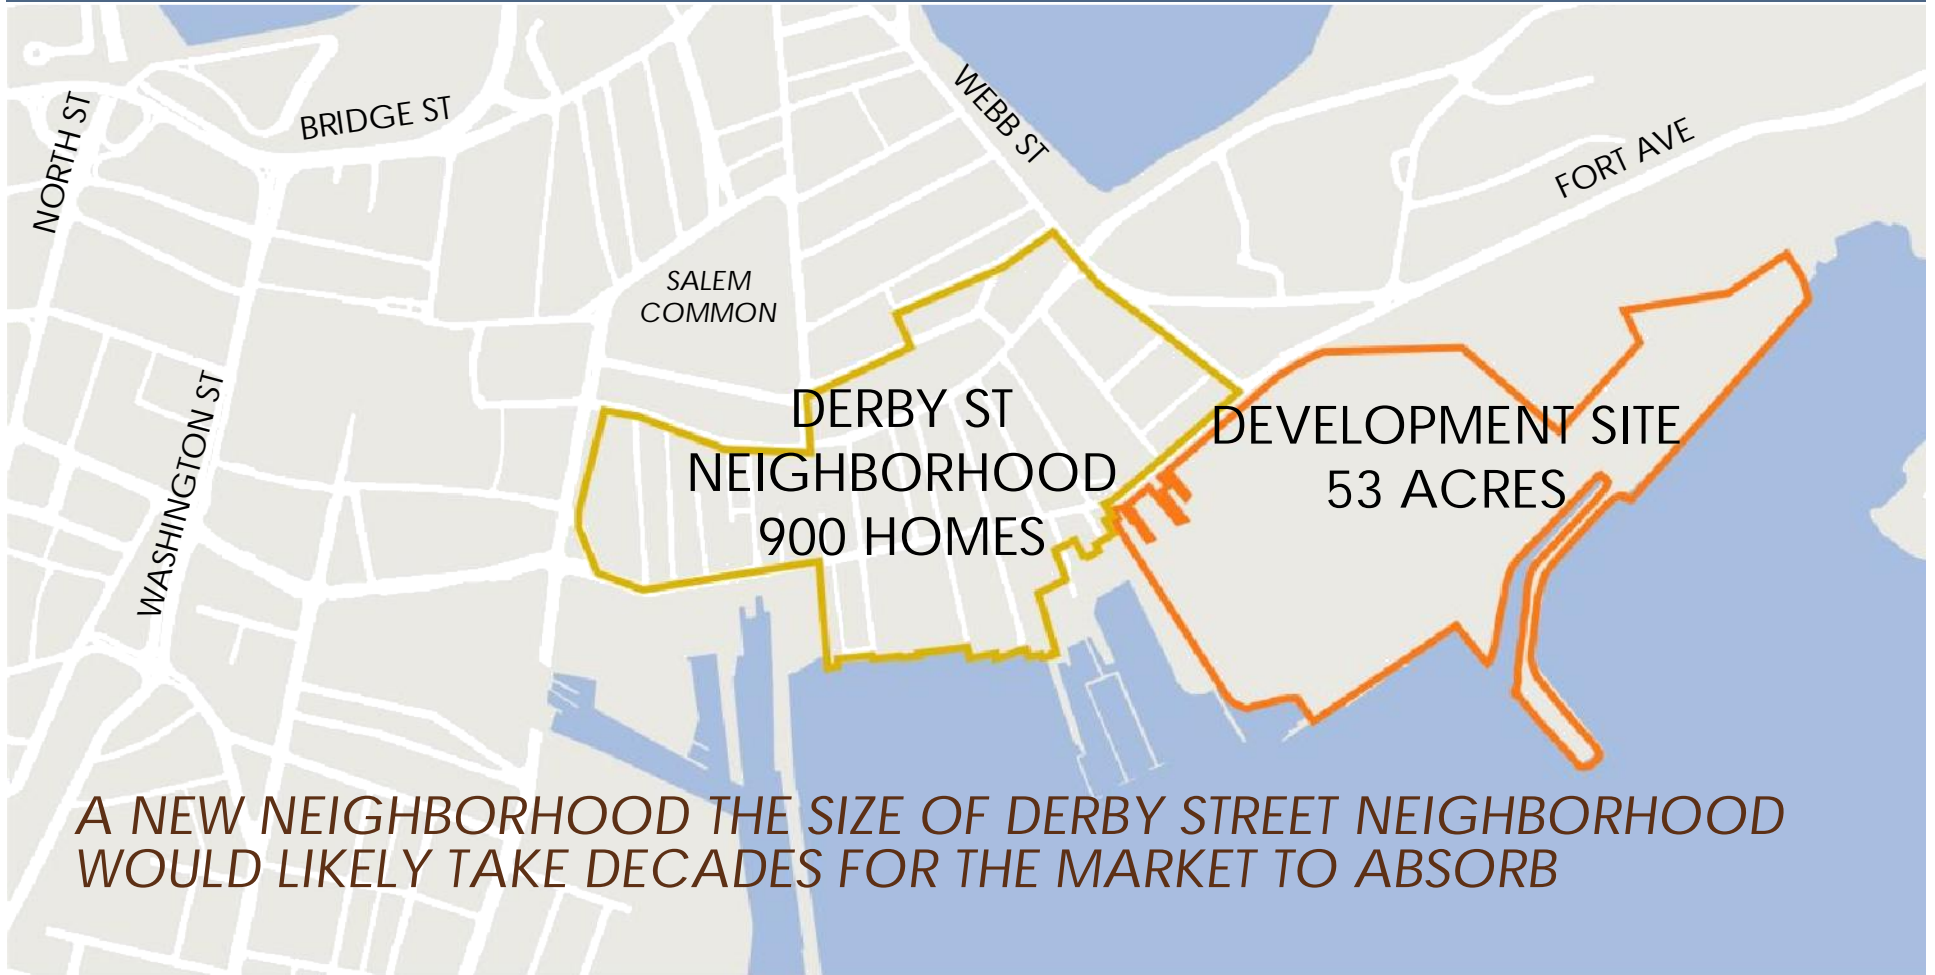 NORTH ST
BRIDGE ST
WEBB ST
FORT AVE
SALEM
COMMON
WASHINGTON ST
DERBY ST
NEIGHBORHOOD
900 HOMES
DEVELOPMENT SITE
53 ACRES
A NEW NEIGHBORHOOD THE SIZE OF DERBY STREET NEIGHBORHOOD
WOULD LIKELY TAKE DECADES FOR THE MARKET TO ABSORB